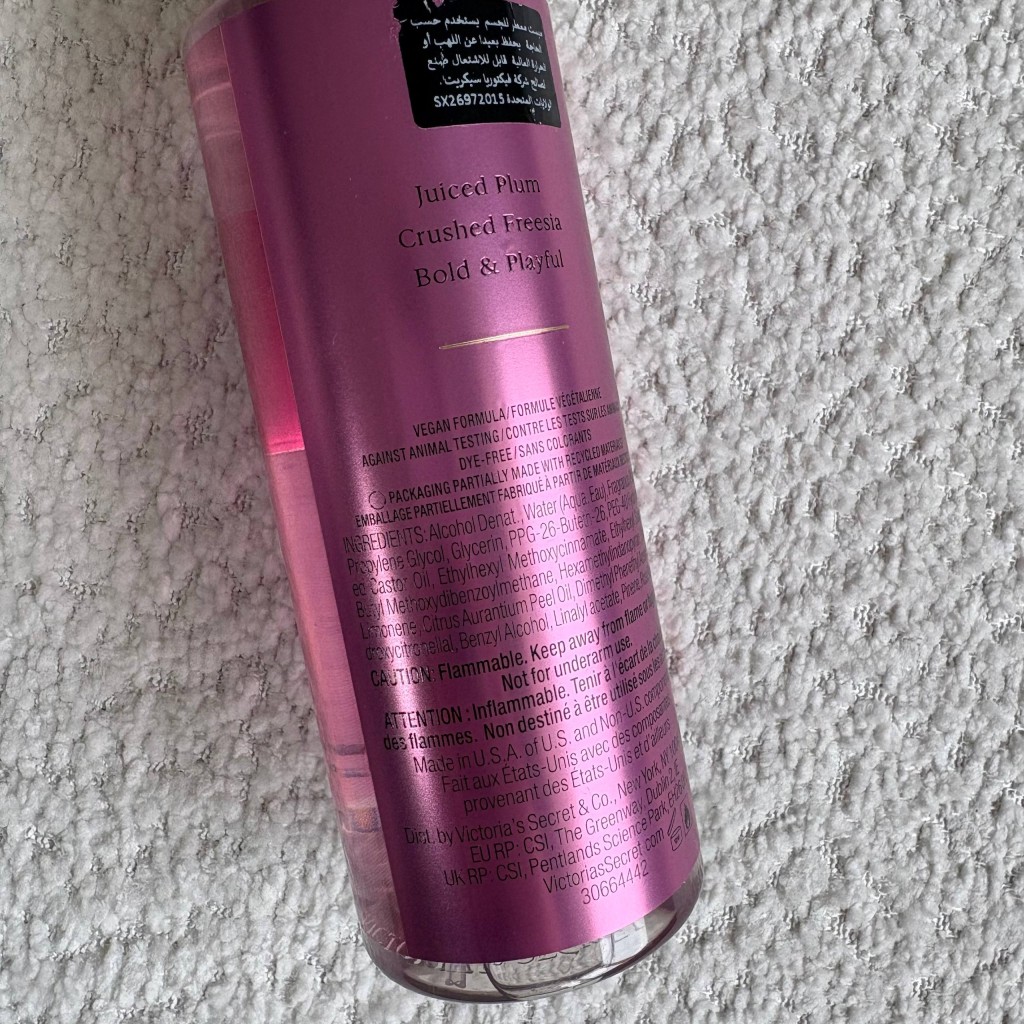 ميست معطر للجسم يستخدم حسب
الحاجة يحفظ بعيدا عن اللهب أو
الحرارة العالية قابل للاشتعال صنع
لصالح شركة فيكتوريا سيكريت.
لولايات المتحدة SX26972015
Juiced Plum
Crushed Freesia
Bold & Playful
VEGAN FORMULA/FORMULE VÉGÉTALIENNE
AGAINST ANIMAL TESTING/CONTRE LES TESTS SUR LES
DYE-FREE/SANS COLORANTS
PACKAGING PARTIALLY MADE WITH RECYCLED
EMBALLAGE PARTIELLEMENT FABRIQUÉ À PARTIR DE MATÉRIAUX
INGREDIENTS: Alcohol Denat., Water (Aqua, Eau),
Propylene Glycol, Glycerin, PPG-26-Buteth-26, PEG-40
ed Castor Oil, Ethylhexyl Methoxycinnamate,
Butyl Methoxydibenzoylmethane,
Limonene, Citrus Aurantium Peel Oil, Dimethyl
droxycitronellal, Benzyl Alcohol, Linalyl acetate, Pinene,
CAUTION: Flammable. Keep away from flame or
Not for underarm use.
ATTENTION : Inflammable. Tenir à l'écart de la
des flammes. Non destiné à être utilisé sous les
Made in U.S.A. of U.S. and Non-U.S.
Fait aux États-Unis avec des composants
provenant des États-Unis et d'ailleurs
Dist. by Victoria's Secret & Co., New York, NY
EU RP: CSI, The Greenway, Dublin 2,
UK RP: CSI, Pentlands Science Park,
VictoriasSecret.com
30664442